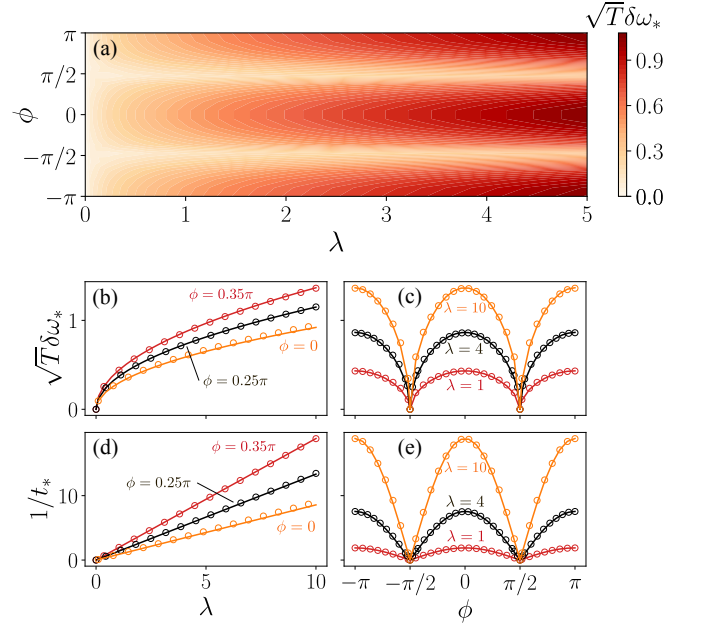 √T δω*
(a)
π
π/2
0
−π/2
−π
ϕ
0 1 2 3 4 5
λ
0.9
0.6
0.3
0.0
(b)
ϕ = 0.35π
ϕ = 0
ϕ = 0.25π
1
0
√T δω*
(c)
λ = 10
λ = 4
λ = 1
(d)
ϕ = 0.35π
ϕ = 0.25π
ϕ = 0
10
0
1/t*
0 5 10
λ
(e)
λ = 10
λ = 4
λ = 1
−π −π/2 0 π/2 π
ϕ